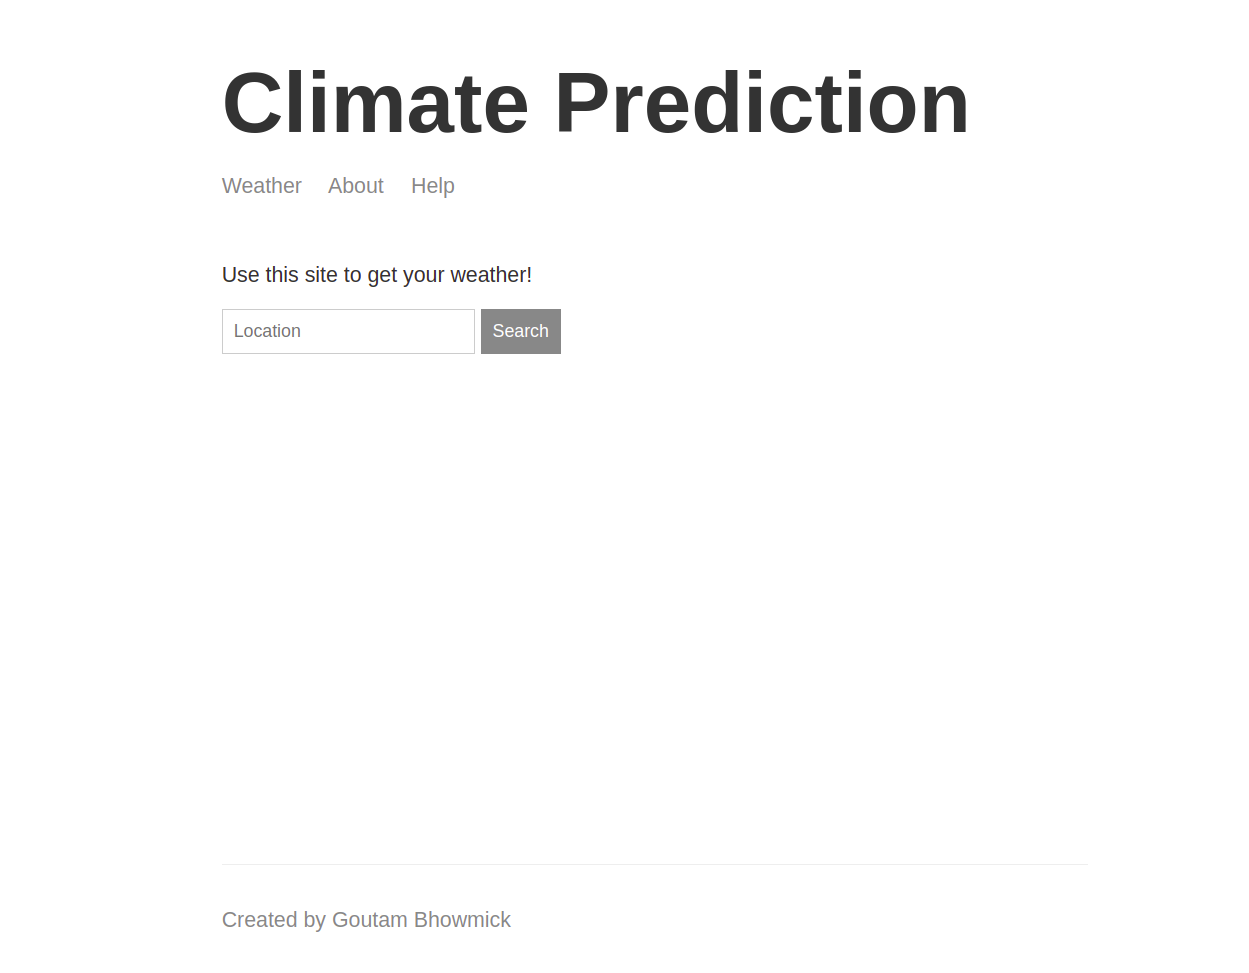 Climate Prediction
Weather About Help
Use this site to get your weather!
Location Search
Created by Goutam Bhowmick